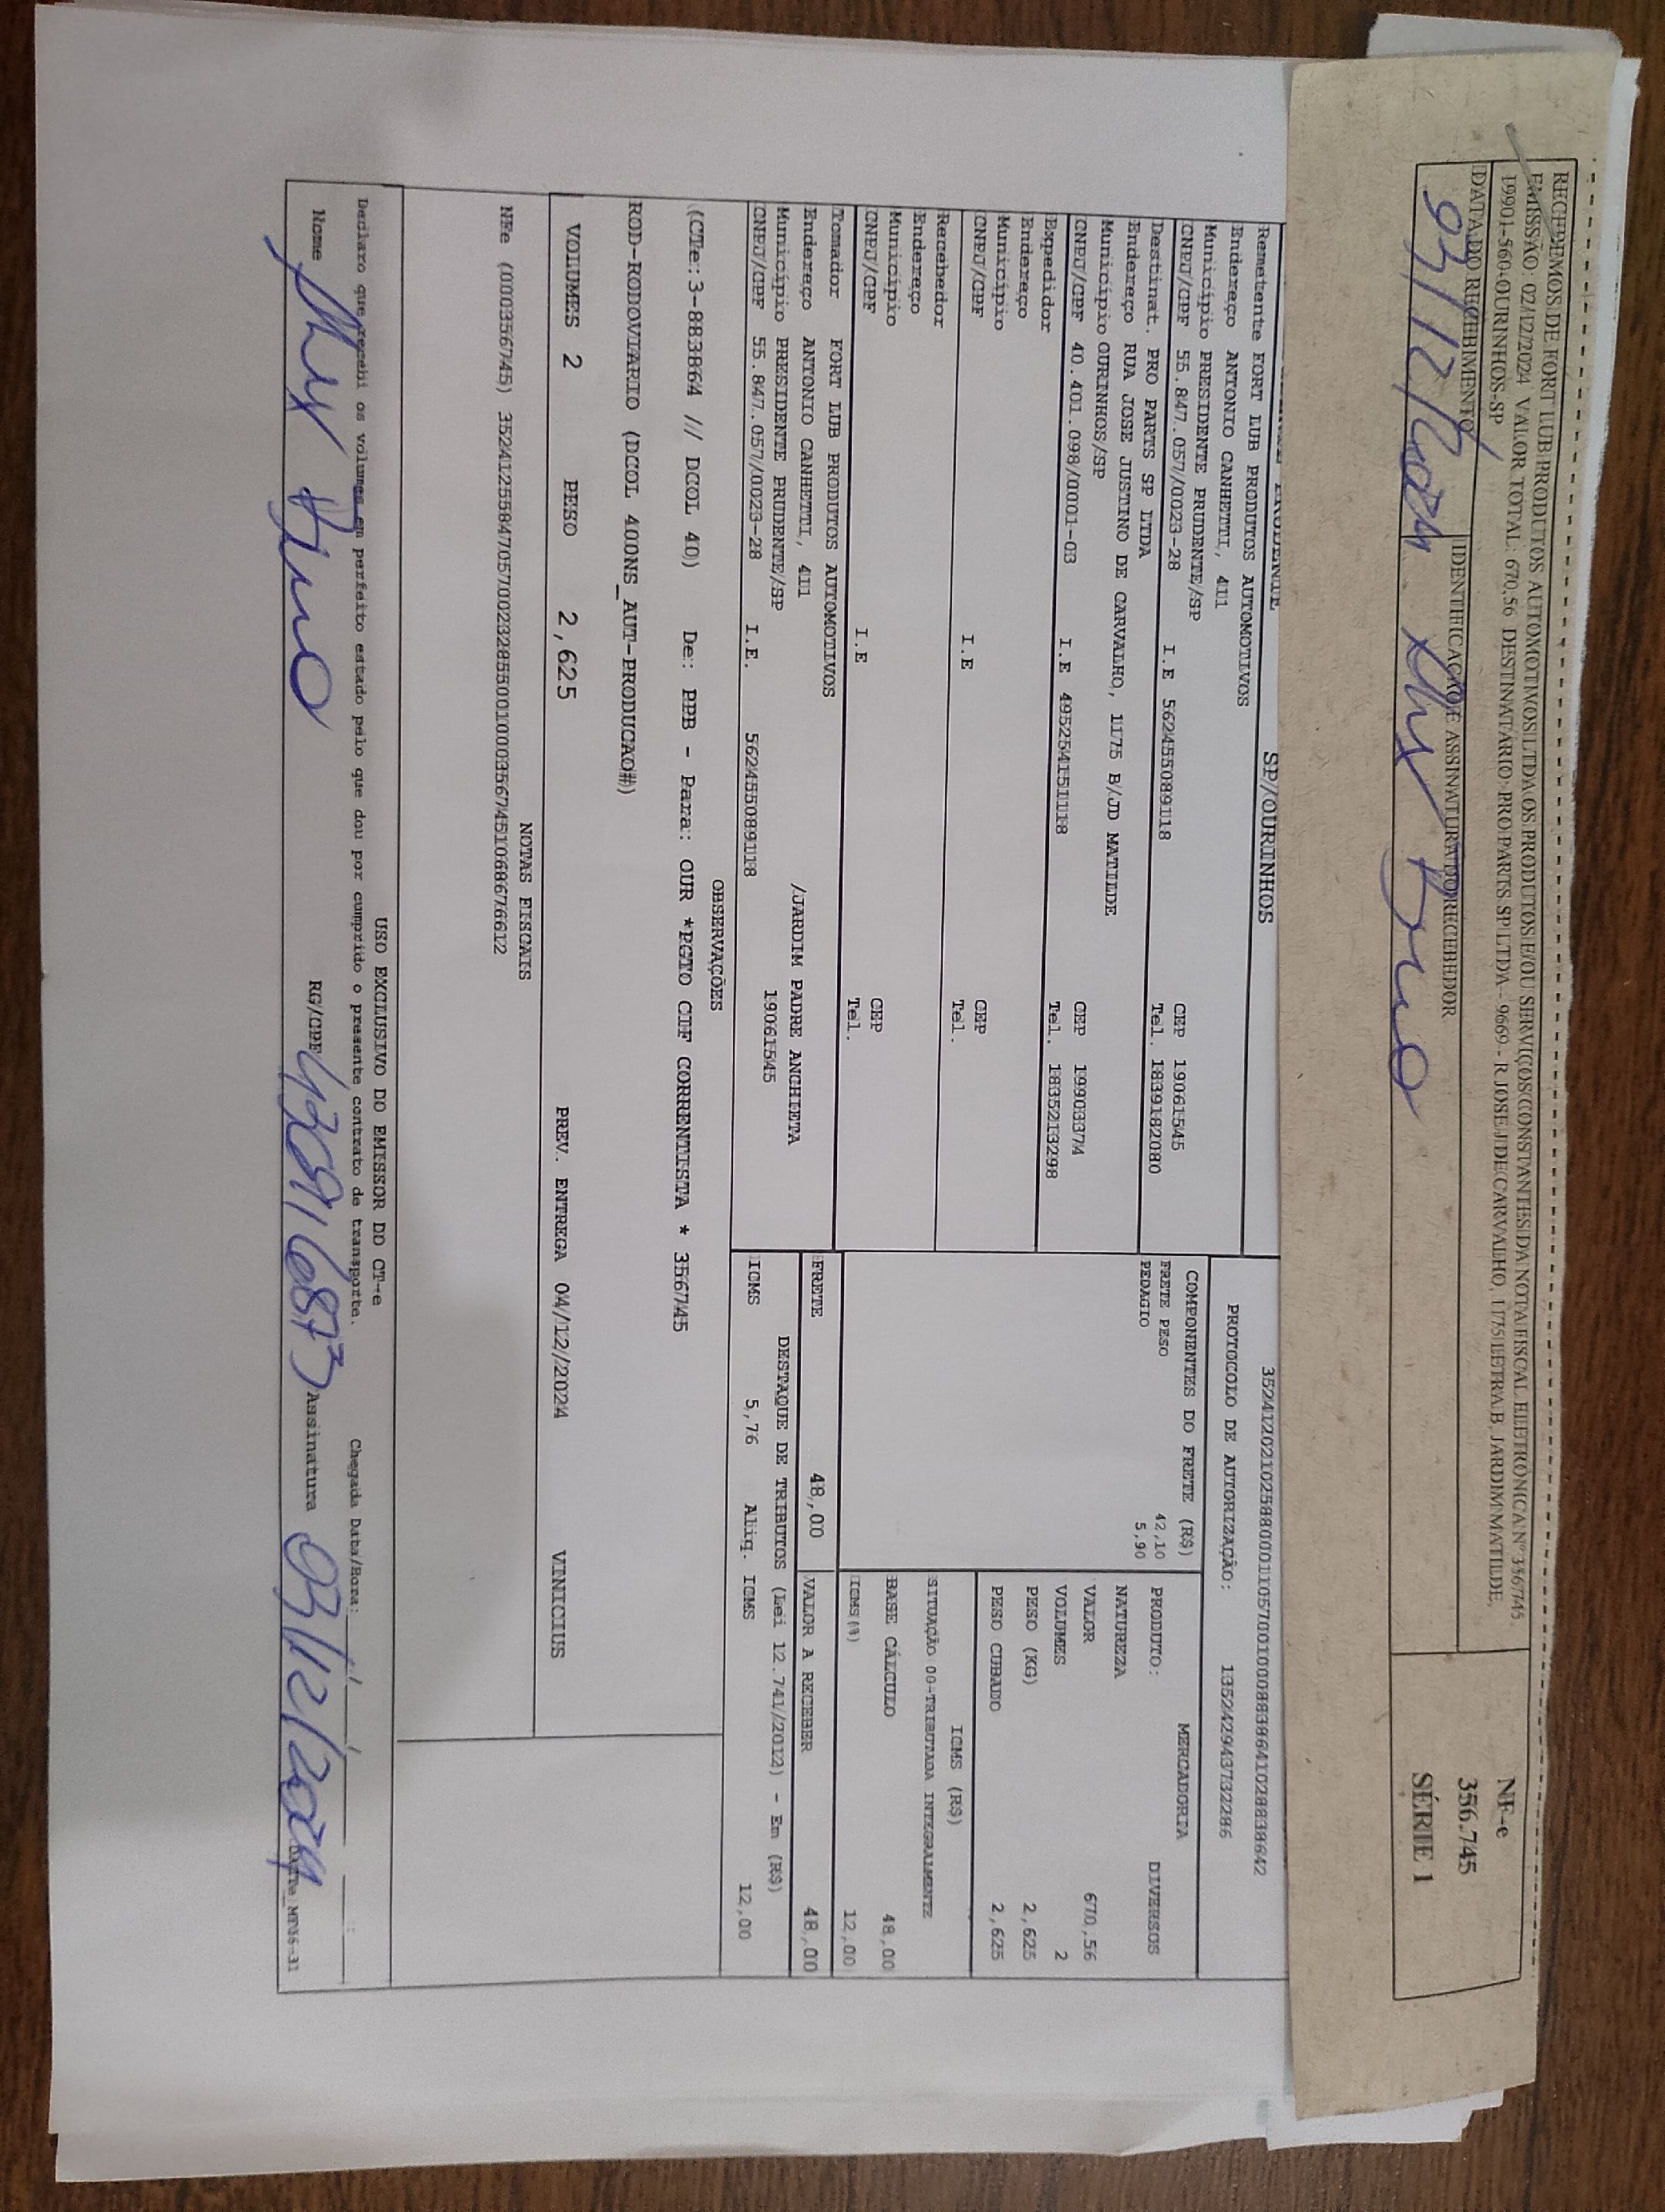 RECEBEMOS DE FORT LUB PRODUTOS AUTOMOTIVOS LTDA OS PRODUTOS E/OU SERVIÇOS CONSTANTES DA NOTA FISCAL ELETRÔNICA Nº 356745.
EMISSÃO: 02/12/2024 VALOR TOTAL: 670,56 DESTINATÁRIO: PRO PARTS SP LTDA - 9669 - R JOSE J DE CARVALHO, 1175 LETRA B, JARDIM MATILDE,
19901-560-OURINHOS-SP
DATA DO RECEBIMENTO
IDENTIFICAÇÃO E ASSINATURA DO RECEBEDOR
03/12/2024
NF-e
356.745
SÉRIE 1
SP/OURINHOS
Remetente FORT LUB PRODUTOS AUTOMOTIVOS
Endereço ANTONIO CANHETTI, 411
Município PRESIDENTE PRUDENTE/SP
CEP 19061545
CNPJ/CPF 55.847.057/0023-28 I.E 562455089118 Tel. 1839182080
Destinat. PRO PARTS SP LTDA
Endereço RUA JOSE JUSTINO DE CARVALHO, 1175 B/JD MATILDE
Município OURINHOS/SP CEP 19903374
CNPJ/CPF 40.401.098/0001-03 I.E 495254151118 Tel. 1835213298
Expedidor
Endereço
Município CEP
CNPJ/CPF I.E Tel.
Recebedor
Endereço
Município CEP
CNPJ/CPF I.E Tel.
Tomador FORT LUB PRODUTOS AUTOMOTIVOS
Endereço ANTONIO CANHETTI, 411 /JARDIM PADRE ANCHIETA
Município PRESIDENTE PRUDENTE/SP 19061545
CNPJ/CPF 55.847.057/0023-28 I.E. 562455089118
PROTOCOLO DE AUTORIZAÇÃO: 135242943732286
COMPONENTES DO FRETE (R$)
FRETE PESO 42,10
PEDAGIO 5,90
MERCADORIA
PRODUTO: DIVERSOS
NATUREZA
VALOR 670,56
VOLUMES 2
PESO (KG) 2,625
PESO CUBADO 2,625
ICMS (R$)
SITUAÇÃO 00-TRIBUTADA INTEGRALMENTE
BASE CÁLCULO 48,00
ICMS(%) 12,00
FRETE 48,00 VALOR A RECEBER 48,00
DESTAQUE DE TRIBUTOS (Lei 12.741/2012) - Em (R$)
ICMS 5,76 Aliq. ICMS 12,00
OBSERVAÇÕES
(CTe: 3-883864 // DCOL 40) De: PPB - Para: OUR *PGTO CIF CORRENTISTA * 356745
ROD-RODOVIARIO (DCOL 400NS_AUT-PRODUCAO#)
VOLUMES 2 PESO 2,625 PREV. ENTREGA 04/12/2024 VINICIUS
NOTAS FISCAIS
NFe (000356745) 35241255847057002328550010003567451068676612
USO EXCLUSIVO DO EMISSOR DO CT-e
Declaro que recebi os volumes em perfeito estado pelo que dou por cumprido o presente contrato de transporte. Chegada Data/Hora: / /
Nome RG/CPF Assinatura 03/12/2024